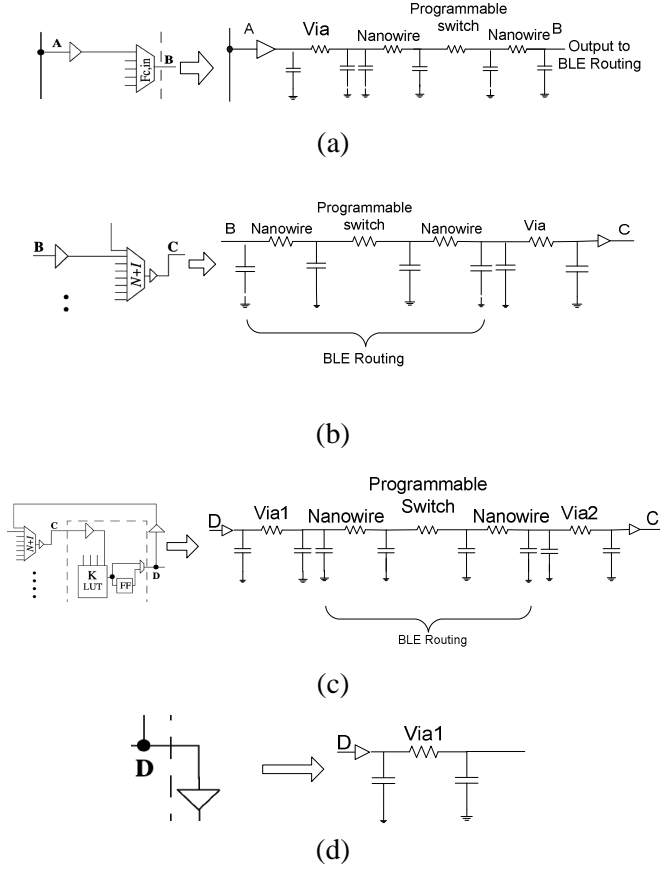 A
B
Fc,in
A
Via
Nanowire
Programmable
switch
Nanowire
B
Output to
BLE Routing
(a)
B
N+1
C
B
Nanowire
Programmable
switch
Nanowire
Via
C
BLE Routing
(b)
N+1
C
K
LUT
FF
D
D
Via1
Nanowire
Programmable
Switch
Nanowire
Via2
C
BLE Routing
(c)
D
D
Via1
(d)